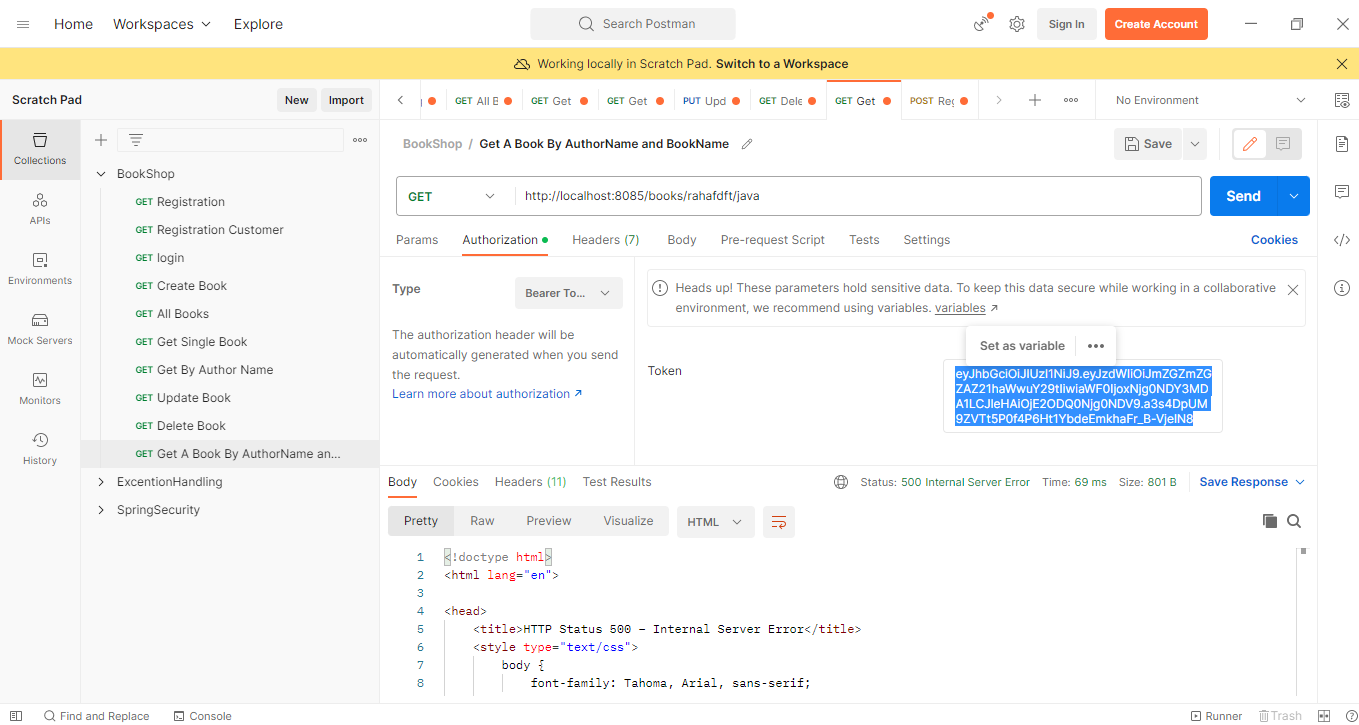 Home Workspaces Explore Search Postman Sign In Create Account
Working locally in Scratch Pad. Switch to a Workspace
Scratch Pad New Import
GET All B GET Get GET Get PUT Upd GET Dele GET Get POST Reg No Environment
BookShop / Get A Book By AuthorName and BookName Save
Collections
APIs
Environments
Mock Servers
Monitors
History
BookShop
GET Registration
GET Registration Customer
GET login
GET Create Book
GET All Books
GET Get Single Book
GET Get By Author Name
GET Update Book
GET Delete Book
GET Get A Book By AuthorName an...
ExcentionHandling
SpringSecurity
GET http://localhost:8085/books/rahafdft/java Send
Params Authorization Headers (7) Body Pre-request Script Tests Settings Cookies
Type Bearer To...
The authorization header will be
automatically generated when you send
the request.
Learn more about authorization ↗
Heads up! These parameters hold sensitive data. To keep this data secure while working in a collaborative
environment, we recommend using variables. variables ↗
Set as variable
Token
eyJhbGciOiJIUzI1NiJ9.eyJzdWIiOiJmZGZmZG
ZAZ21haWwuY29tIiwiaWF0IjoxNjg0NDY3MD
A1LCJleHAiOjE2ODQ0Njg0NDV9.a3s4DpUM
9ZVTt5P0f4P6Ht1YbdeEmkhaFr_B-VjelN8
Body Cookies Headers (11) Test Results Status: 500 Internal Server Error Time: 69 ms Size: 801 B Save Response
Pretty Raw Preview Visualize HTML
1 <!doctype html>
2 <html lang="en">
3
4 <head>
5 <title>HTTP Status 500 – Internal Server Error</title>
6 <style type="text/css">
7 body {
8 font-family: Tahoma, Arial, sans-serif;
Find and Replace Console Runner Trash